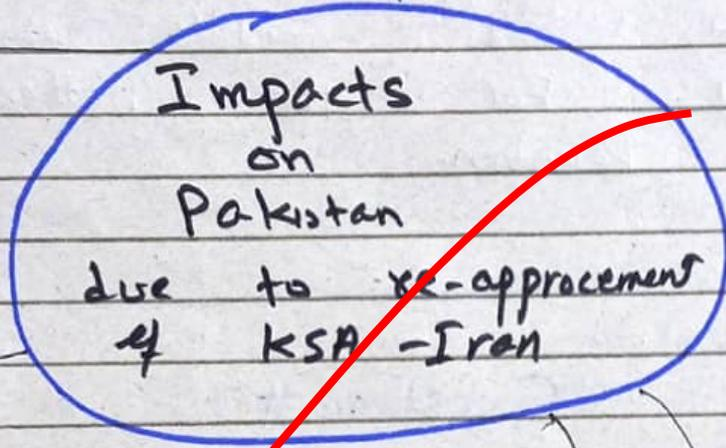 Impacts
on
Pakistan
due to re-approcement
of KSA -Iran